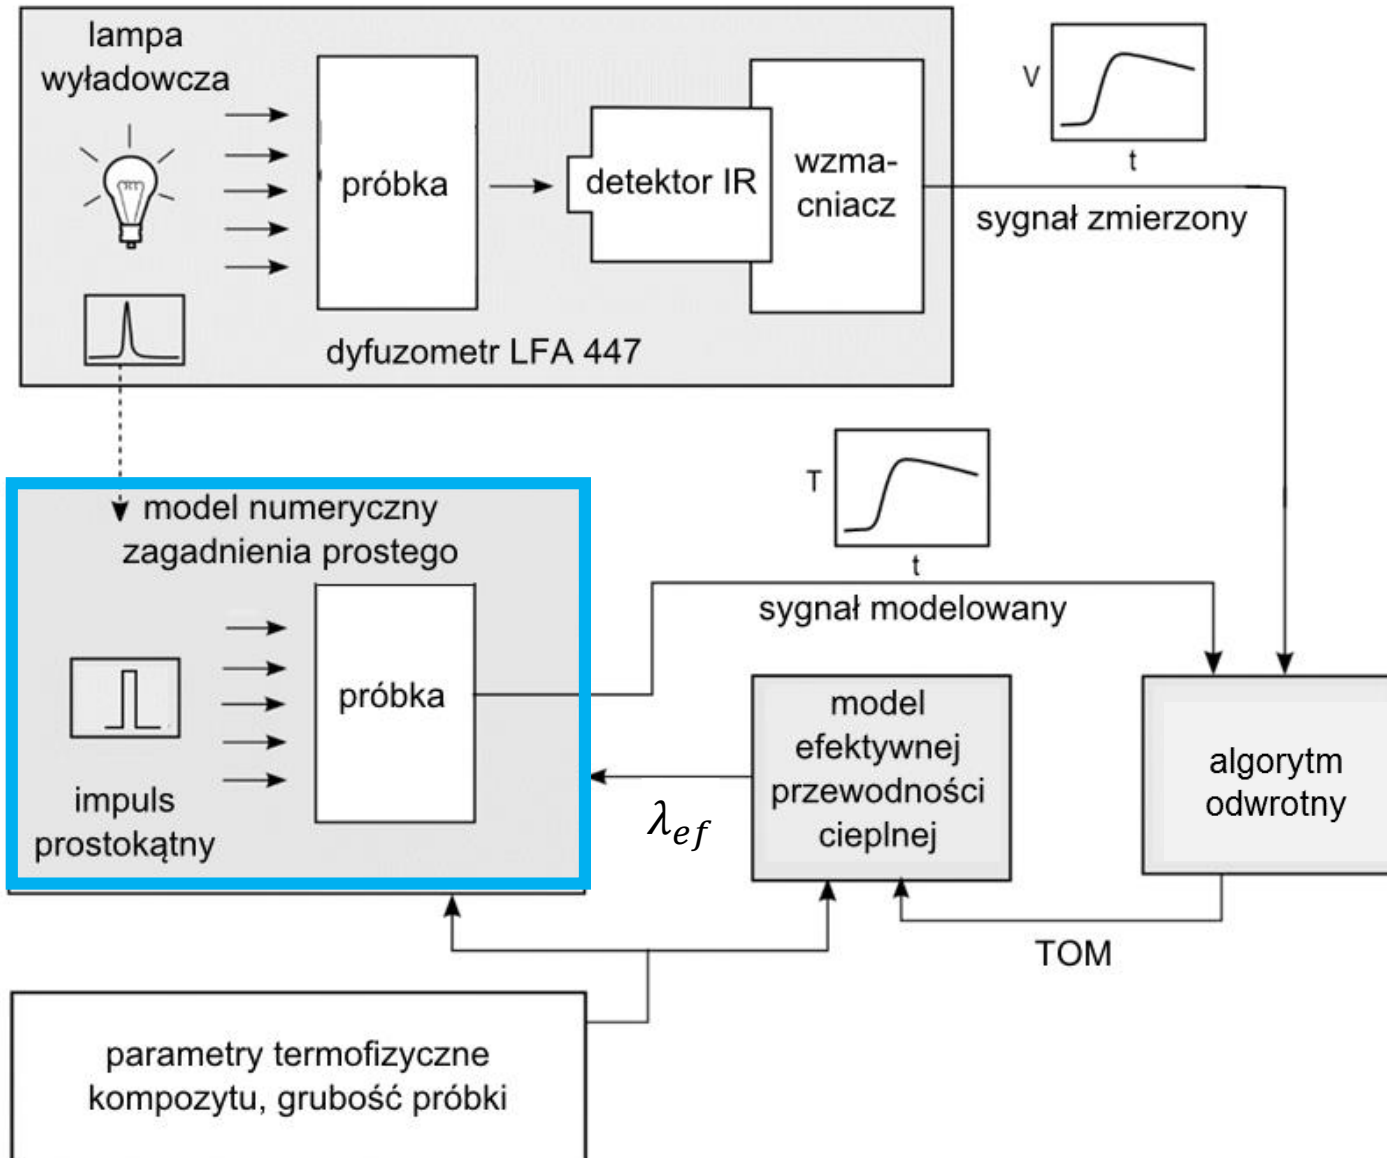 lampa
wyładowcza
próbka
detektor IR
wzma-
cniacz
dyfuzometr LFA 447
V
t
sygnał zmierzony
T
t
sygnał modelowany
model numeryczny
zagadnienia prostego
próbka
impuls
prostokątny
λ_ef
model
efektywnej
przewodności
cieplnej
algorytm
odwrotny
TOM
parametry termofizyczne
kompozytu, grubość próbki